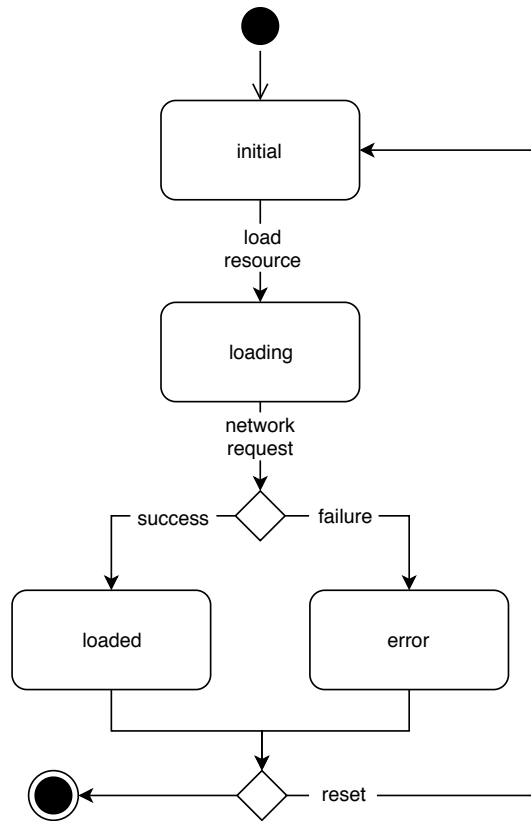 initial
load
resource
loading
network
request
success
failure
loaded
error
reset